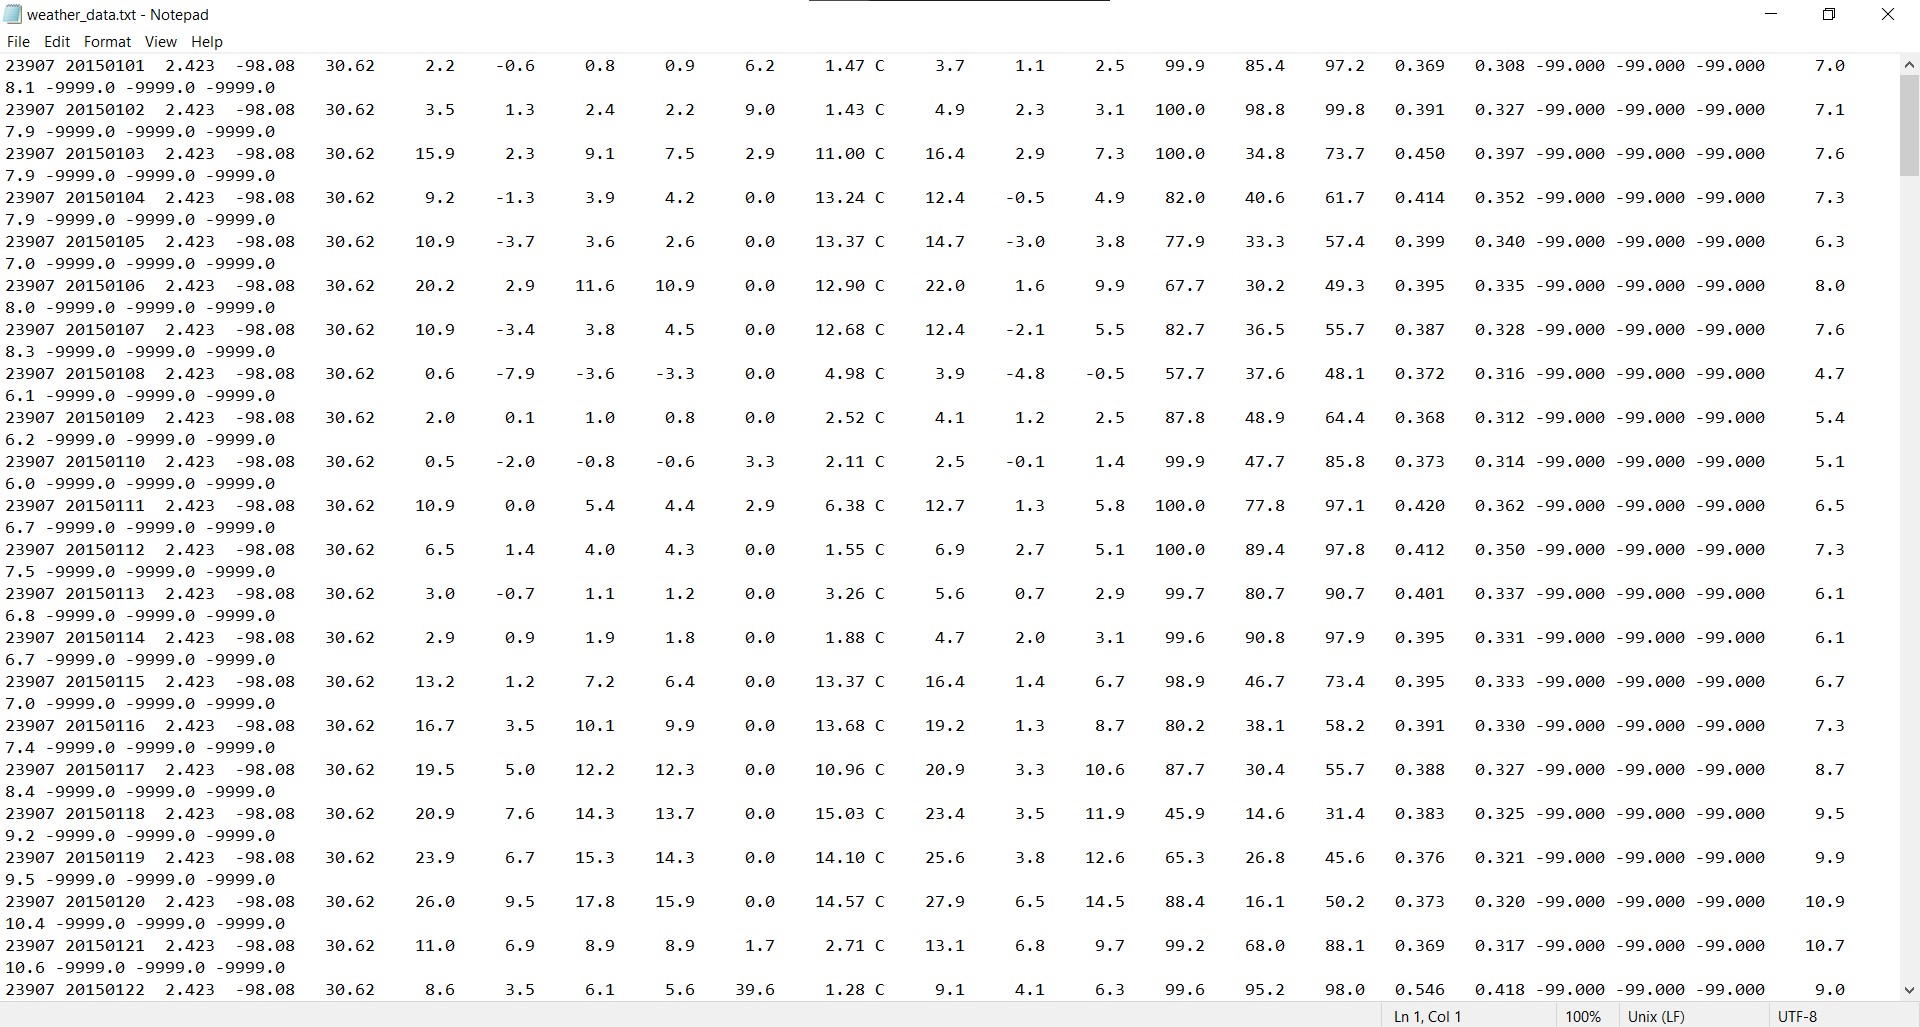 weather_data.txt - Notepad
File Edit Format View Help
23907 20150101 2.423 -98.08 30.62 2.2 -0.6 0.8 0.9 6.2 1.47 C 3.7 1.1 2.5 99.9 85.4 97.2 0.369 0.308 -99.000 -99.000 -99.000 7.0
8.1 -9999.0 -9999.0 -9999.0
23907 20150102 2.423 -98.08 30.62 3.5 1.3 2.4 2.2 9.0 1.43 C 4.9 2.3 3.1 100.0 98.8 99.8 0.391 0.327 -99.000 -99.000 -99.000 7.1
7.9 -9999.0 -9999.0 -9999.0
23907 20150103 2.423 -98.08 30.62 15.9 2.3 9.1 7.5 2.9 11.00 C 16.4 2.9 7.3 100.0 34.8 73.7 0.450 0.397 -99.000 -99.000 -99.000 7.6
7.9 -9999.0 -9999.0 -9999.0
23907 20150104 2.423 -98.08 30.62 9.2 -1.3 3.9 4.2 0.0 13.24 C 12.4 -0.5 4.9 82.0 40.6 61.7 0.414 0.352 -99.000 -99.000 -99.000 7.3
7.9 -9999.0 -9999.0 -9999.0
23907 20150105 2.423 -98.08 30.62 10.9 -3.7 3.6 2.6 0.0 13.37 C 14.7 -3.0 3.8 77.9 33.3 57.4 0.399 0.340 -99.000 -99.000 -99.000 6.3
7.0 -9999.0 -9999.0 -9999.0
23907 20150106 2.423 -98.08 30.62 20.2 2.9 11.6 10.9 0.0 12.90 C 22.0 1.6 9.9 67.7 30.2 49.3 0.395 0.335 -99.000 -99.000 -99.000 8.0
8.0 -9999.0 -9999.0 -9999.0
23907 20150107 2.423 -98.08 30.62 10.9 -3.4 3.8 4.5 0.0 12.68 C 12.4 -2.1 5.5 82.7 36.5 55.7 0.387 0.328 -99.000 -99.000 -99.000 7.6
8.3 -9999.0 -9999.0 -9999.0
23907 20150108 2.423 -98.08 30.62 0.6 -7.9 -3.6 -3.3 0.0 4.98 C 3.9 -4.8 -0.5 57.7 37.6 48.1 0.372 0.316 -99.000 -99.000 -99.000 4.7
6.1 -9999.0 -9999.0 -9999.0
23907 20150109 2.423 -98.08 30.62 2.0 0.1 1.0 0.8 0.0 2.52 C 4.1 1.2 2.5 87.8 48.9 64.4 0.368 0.312 -99.000 -99.000 -99.000 5.4
6.2 -9999.0 -9999.0 -9999.0
23907 20150110 2.423 -98.08 30.62 0.5 -2.0 -0.8 -0.6 3.3 2.11 C 2.5 -0.1 1.4 99.9 47.7 85.8 0.373 0.314 -99.000 -99.000 -99.000 5.1
6.0 -9999.0 -9999.0 -9999.0
23907 20150111 2.423 -98.08 30.62 10.9 0.0 5.4 4.4 2.9 6.38 C 12.7 1.3 5.8 100.0 77.8 97.1 0.420 0.362 -99.000 -99.000 -99.000 6.5
6.7 -9999.0 -9999.0 -9999.0
23907 20150112 2.423 -98.08 30.62 6.5 1.4 4.0 4.3 0.0 1.55 C 6.9 2.7 5.1 100.0 89.4 97.8 0.412 0.350 -99.000 -99.000 -99.000 7.3
7.5 -9999.0 -9999.0 -9999.0
23907 20150113 2.423 -98.08 30.62 3.0 -0.7 1.1 1.2 0.0 3.26 C 5.6 0.7 2.9 99.7 80.7 90.7 0.401 0.337 -99.000 -99.000 -99.000 6.1
6.8 -9999.0 -9999.0 -9999.0
23907 20150114 2.423 -98.08 30.62 2.9 0.9 1.9 1.8 0.0 1.88 C 4.7 2.0 3.1 99.6 90.8 97.9 0.395 0.331 -99.000 -99.000 -99.000 6.1
6.7 -9999.0 -9999.0 -9999.0
23907 20150115 2.423 -98.08 30.62 13.2 1.2 7.2 6.4 0.0 13.37 C 16.4 1.4 6.7 98.9 46.7 73.4 0.395 0.333 -99.000 -99.000 -99.000 6.7
7.0 -9999.0 -9999.0 -9999.0
23907 20150116 2.423 -98.08 30.62 16.7 3.5 10.1 9.9 0.0 13.68 C 19.2 1.3 8.7 80.2 38.1 58.2 0.391 0.330 -99.000 -99.000 -99.000 7.3
7.4 -9999.0 -9999.0 -9999.0
23907 20150117 2.423 -98.08 30.62 19.5 5.0 12.2 12.3 0.0 10.96 C 20.9 3.3 10.6 87.7 30.4 55.7 0.388 0.327 -99.000 -99.000 -99.000 8.7
8.4 -9999.0 -9999.0 -9999.0
23907 20150118 2.423 -98.08 30.62 20.9 7.6 14.3 13.7 0.0 15.03 C 23.4 3.5 11.9 45.9 14.6 31.4 0.383 0.325 -99.000 -99.000 -99.000 9.5
9.2 -9999.0 -9999.0 -9999.0
23907 20150119 2.423 -98.08 30.62 23.9 6.7 15.3 14.3 0.0 14.10 C 25.6 3.8 12.6 65.3 26.8 45.6 0.376 0.321 -99.000 -99.000 -99.000 9.9
9.5 -9999.0 -9999.0 -9999.0
23907 20150120 2.423 -98.08 30.62 26.0 9.5 17.8 15.9 0.0 14.57 C 27.9 6.5 14.5 88.4 16.1 50.2 0.373 0.320 -99.000 -99.000 -99.000 10.9
10.4 -9999.0 -9999.0 -9999.0
23907 20150121 2.423 -98.08 30.62 11.0 6.9 8.9 8.9 1.7 2.71 C 13.1 6.8 9.7 99.2 68.0 88.1 0.369 0.317 -99.000 -99.000 -99.000 10.7
10.6 -9999.0 -9999.0 -9999.0
23907 20150122 2.423 -98.08 30.62 8.6 3.5 6.1 5.6 39.6 1.28 C 9.1 4.1 6.3 99.6 95.2 98.0 0.546 0.418 -99.000 -99.000 -99.000 9.0
Ln 1, Col 1 100% Unix (LF) UTF-8